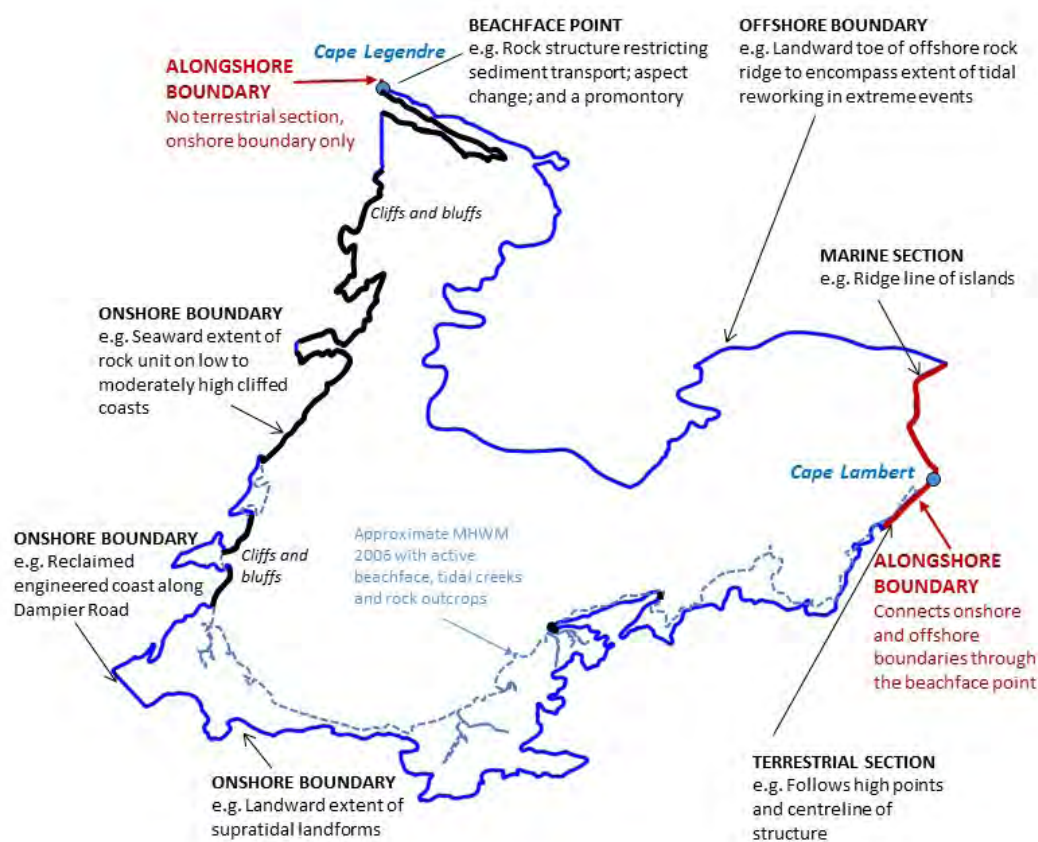 BEACHFACE POINT
e.g. Rock structure restricting
sediment transport; aspect
change; and a promontory
OFFSHORE BOUNDARY
e.g. Landward toe of offshore rock
ridge to encompass extent of tidal
reworking in extreme events
Cape Legendre
ALONGSHORE
BOUNDARY
No terrestrial section,
onshore boundary only
Cliffs and bluffs
MARINE SECTION
e.g. Ridge line of islands
ONSHORE BOUNDARY
e.g. Seaward extent of
rock unit on low to
moderately high cliffed
coasts
Cape Lambert
ONSHORE BOUNDARY
e.g. Reclaimed
engineered coast along
Dampier Road
Cliffs and
bluffs
Approximate MHWM
2006 with active
beachface, tidal creeks
and rock outcrops
ALONGSHORE
BOUNDARY
Connects onshore
and offshore
boundaries through
the beachface point
ONSHORE BOUNDARY
e.g. Landward extent of
supratidal landforms
TERRESTRIAL SECTION
e.g. Follows high points
and centreline of
structure